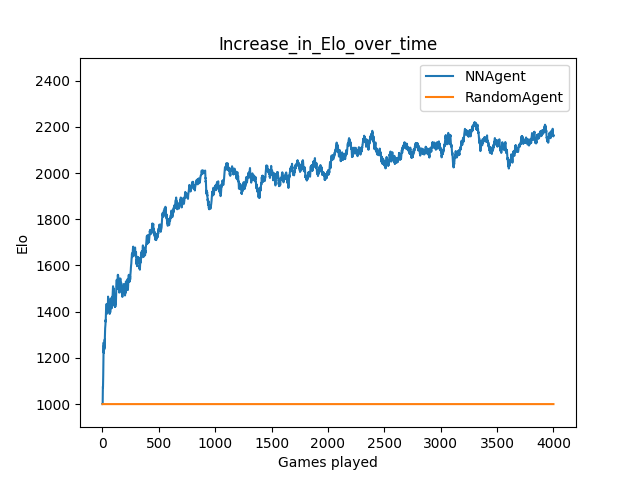 Increase_in_Elo_over_time
NNAgent
RandomAgent
2400
2200
2000
1800
1600
1400
1200
1000
Elo
0 500 1000 1500 2000 2500 3000 3500 4000
Games played